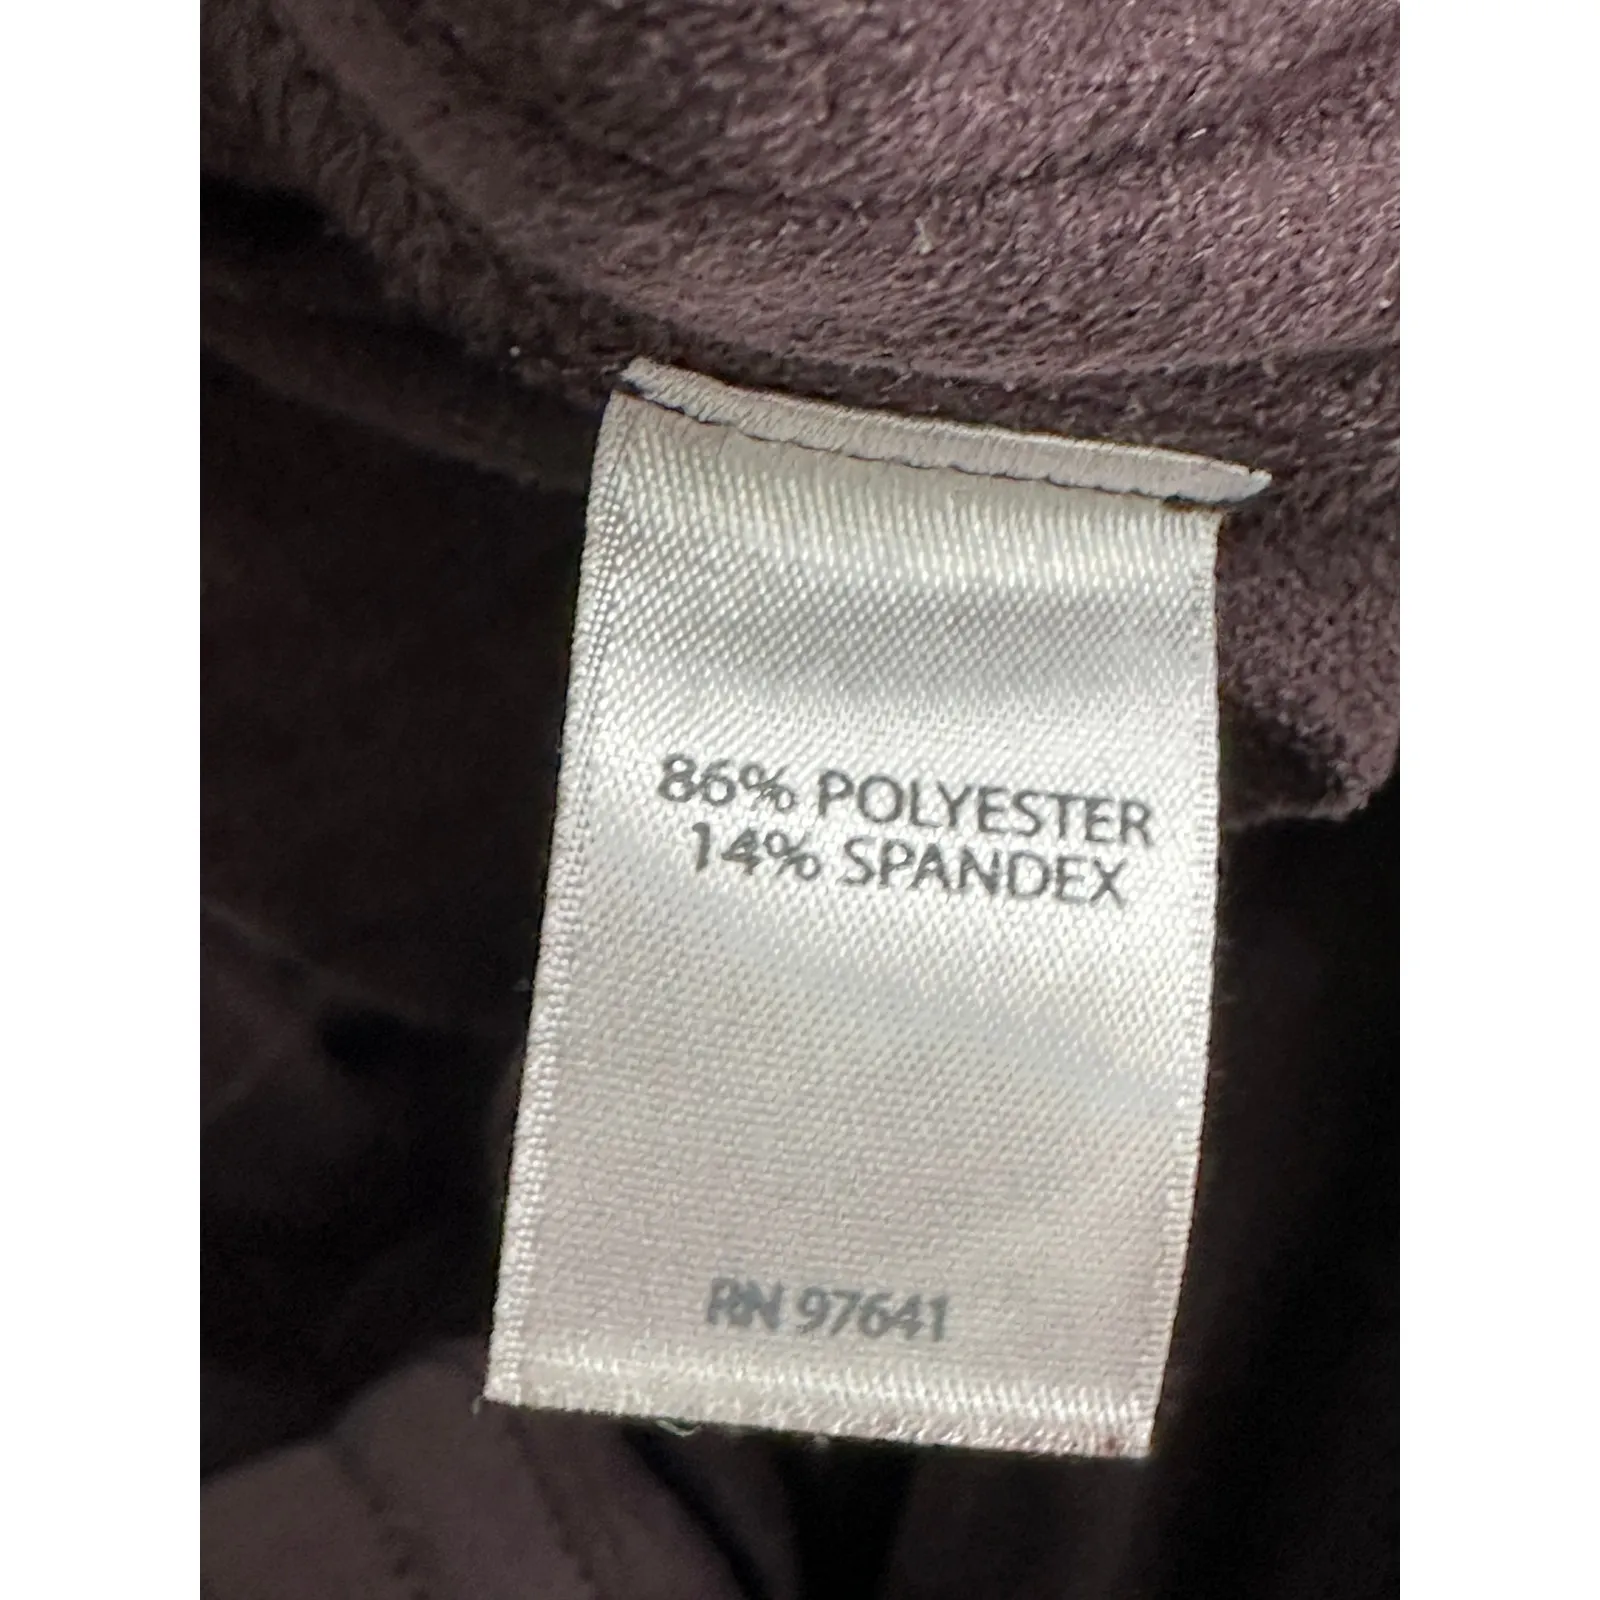 86% POLYESTER
14% SPANDEX
RN 97641